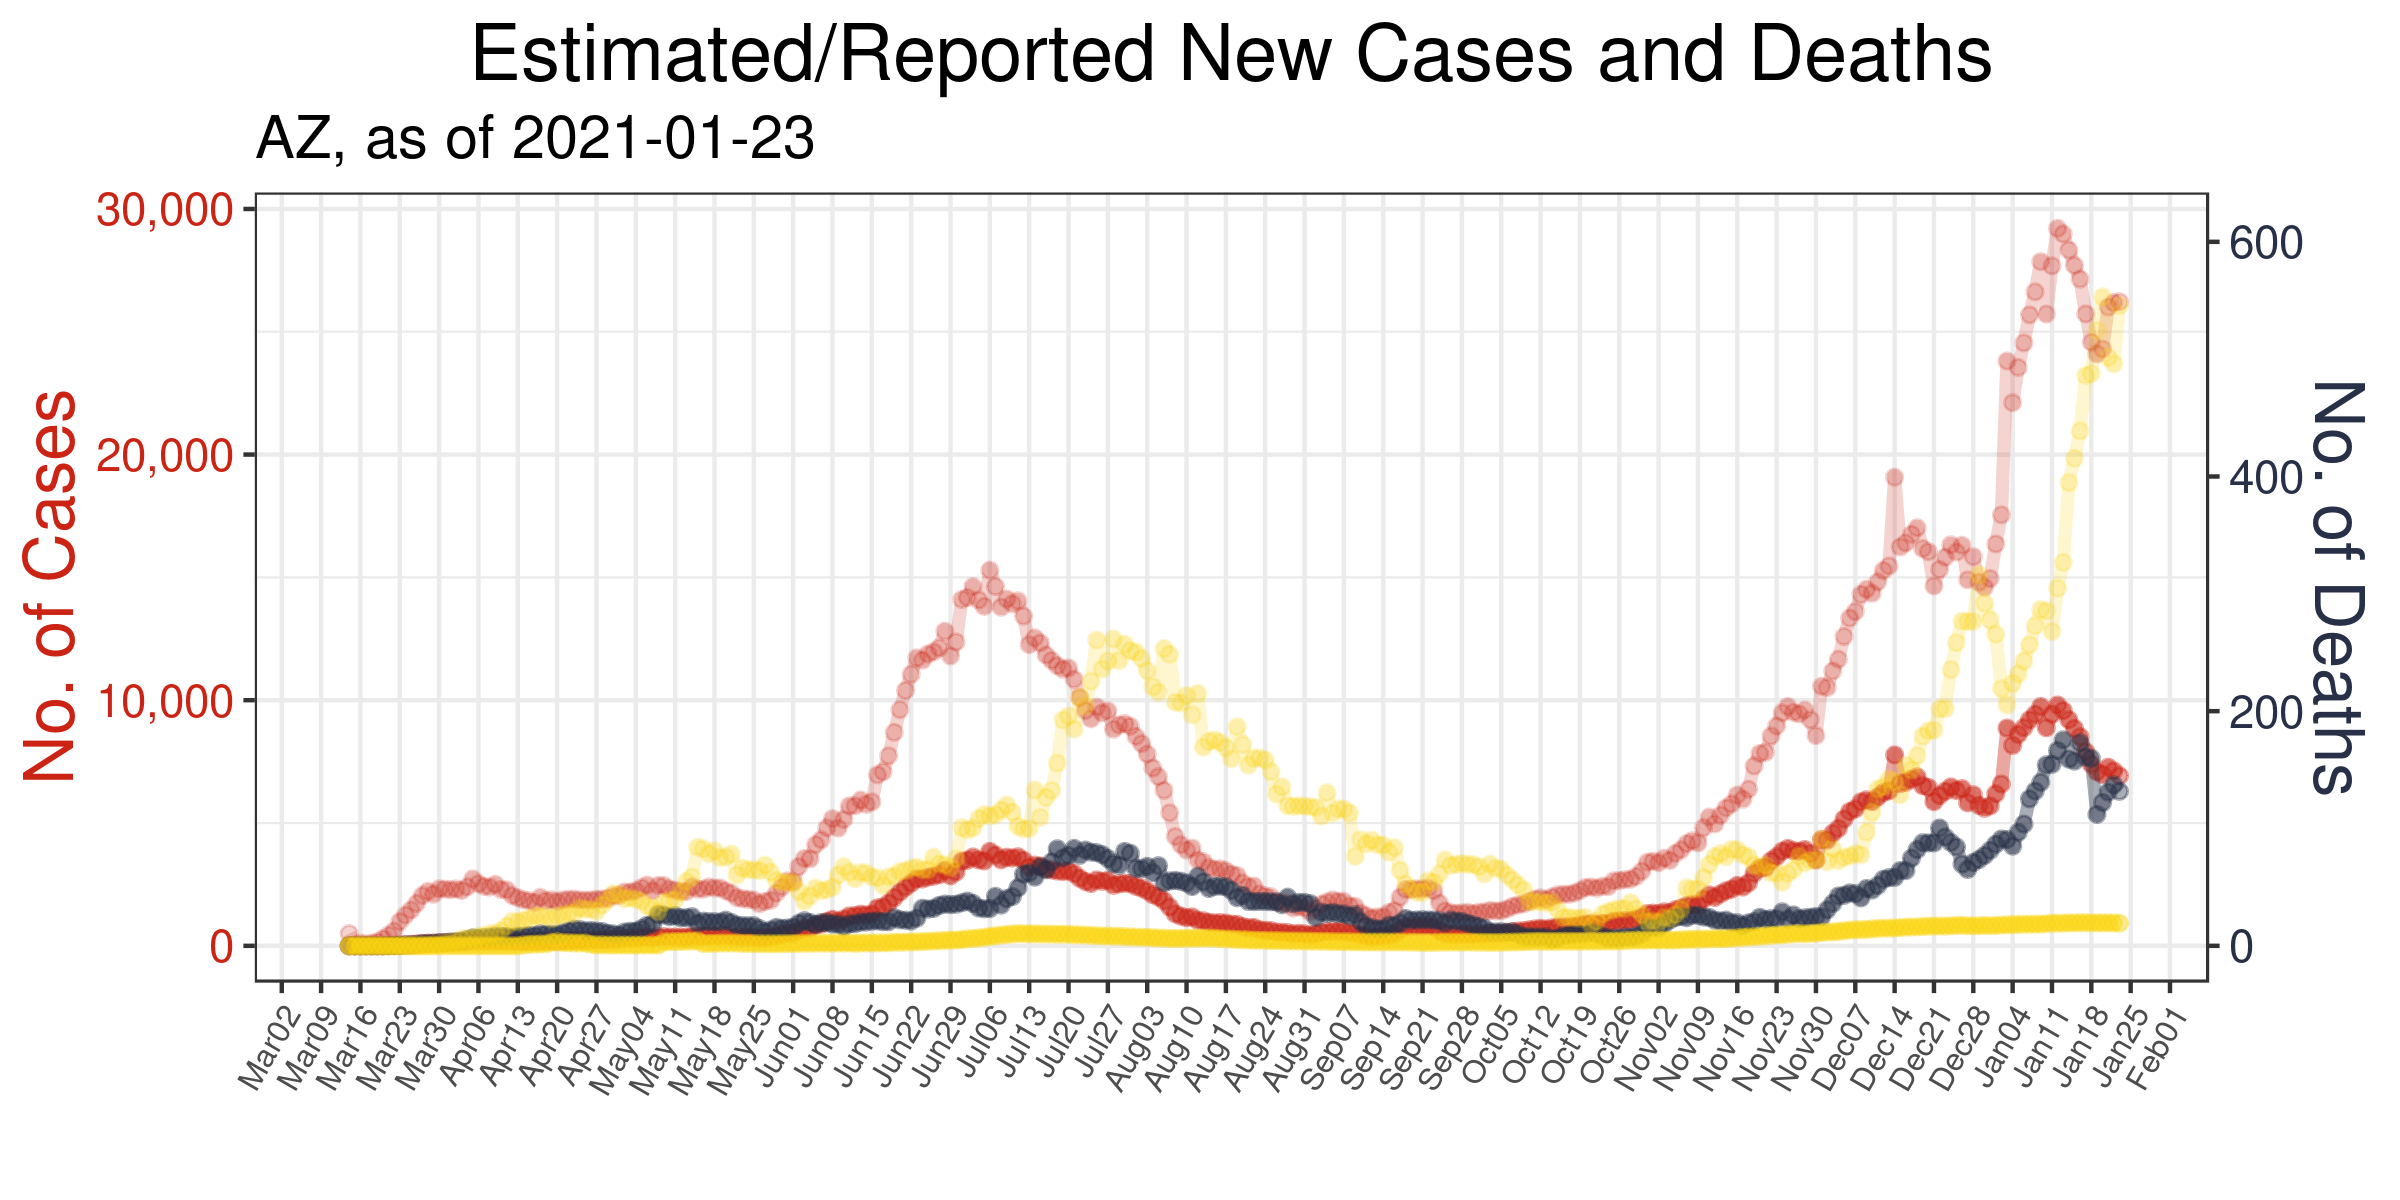 Estimated/Reported New Cases and Deaths
AZ, as of 2021-01-23
No. of Cases
30,000
20,000
10,000
0
600
400
200
0
No. of Deaths
Mar02 Mar09 Mar16 Mar23 Mar30 Apr06 Apr13 Apr20 Apr27 May04 May11 May18 May25 Jun01 Jun08 Jun15 Jun22 Jun29 Jul06 Jul13 Jul20 Jul27 Aug03 Aug10 Aug17 Aug24 Aug31 Sep07 Sep14 Sep21 Sep28 Oct05 Oct12 Oct19 Oct26 Nov02 Nov09 Nov16 Nov23 Nov30 Dec07 Dec14 Dec21 Dec28 Jan04 Jan11 Jan18 Jan25 Feb01